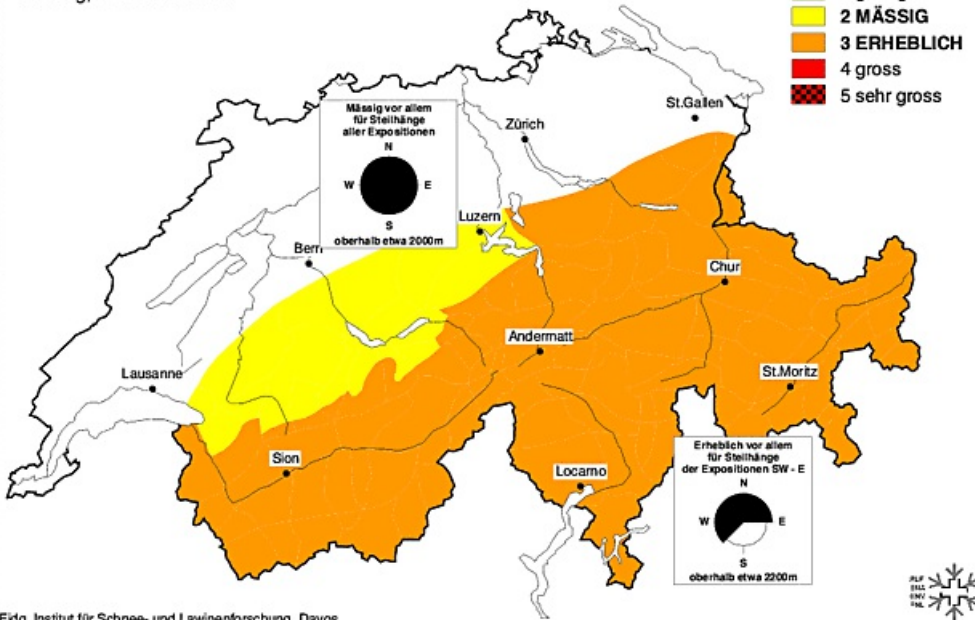 2 MÄSSIG
3 ERHEBLICH
4 gross
5 sehr gross
St.Gallen
Zürich
Mässig vor allem
für Steilhänge
aller Expositionen
N
W E
S
oberhalb etwa 2000m
Luzern
Bern
Chur
Andermatt
Lausanne
St.Moritz
Sion
Locarno
Erheblich vor allem
für Steilhänge
der Expositionen SW - E
N
W E
S
oberhalb etwa 2200m
SLF
Eidg. Institut für Schnee- und Lawinenforschung, Davos